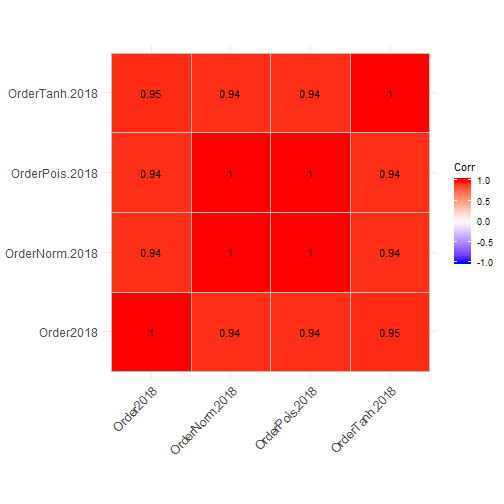 OrderTanh.2018
0.95 0.94 0.94 1
OrderPois.2018
0.94 1 1 0.94
OrderNorm.2018
0.94 1 1 0.94
Order2018
1 0.94 0.94 0.95
Order2018
OrderNorm.2018
OrderPois.2018
OrderTanh.2018
Corr
1.0
0.5
0.0
-0.5
-1.0